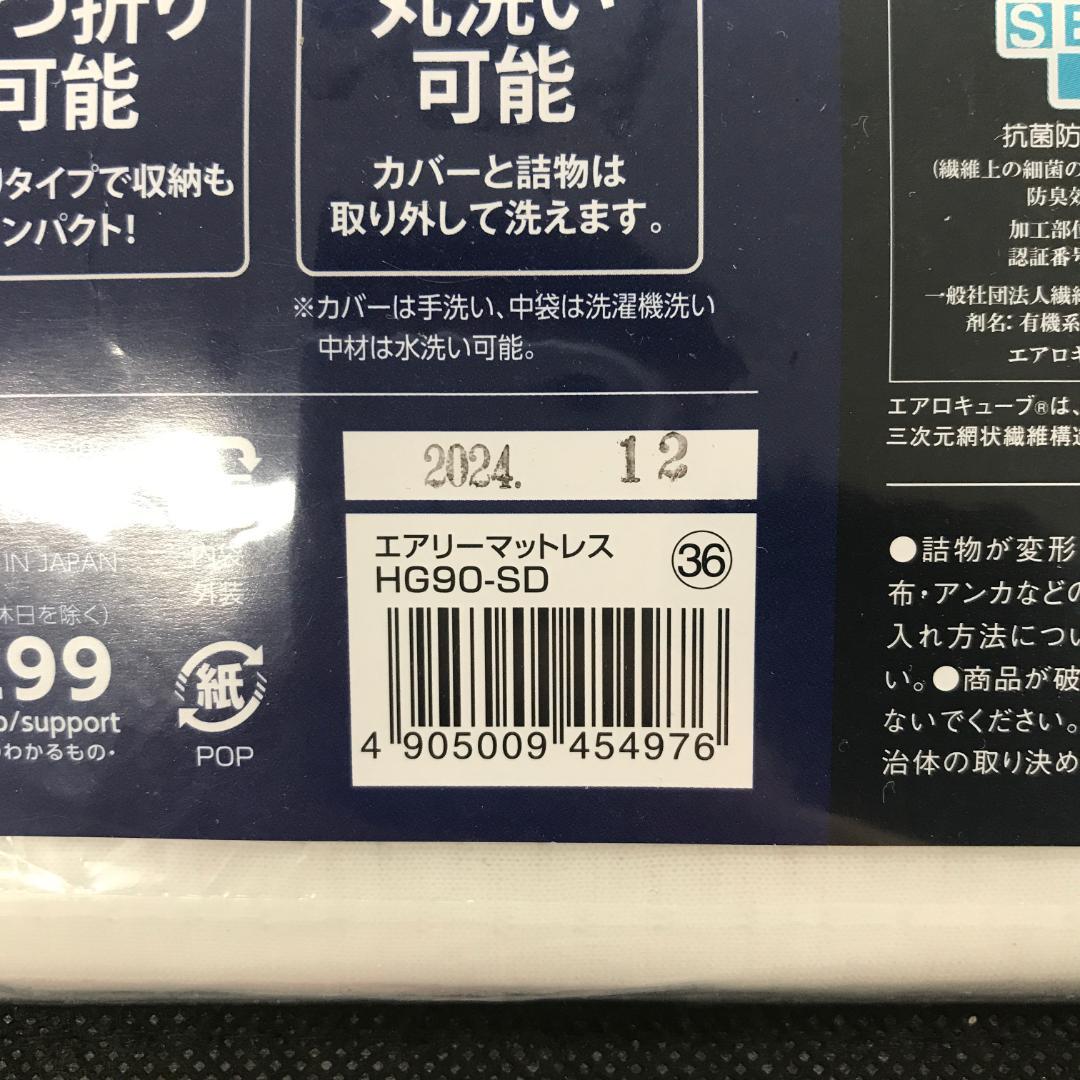 つ折り
可能
タイプで収納も
ンパクト!
丸洗い
可能
カバーと詰物は
取り外して洗えます。
※カバーは手洗い、中袋は洗濯機洗い
中材は水洗い可能。
抗菌防
(繊維上の細菌の
防臭効
加工部位
認証番号
一般社団法人繊維
剤名: 有機系
エアロキ
エアロキューブ®は、
三次元網状繊維構造
2024. 12
エアリーマットレス
HG90-SD
㊱
4 905009 454976
IN JAPAN
内袋
外装
休日を除く)
99
/support
わかるもの・
紙
POP
●詰物が変形
布・アンカなどの
入れ方法につい
い。●商品が破
ないでください。
治体の取り決め